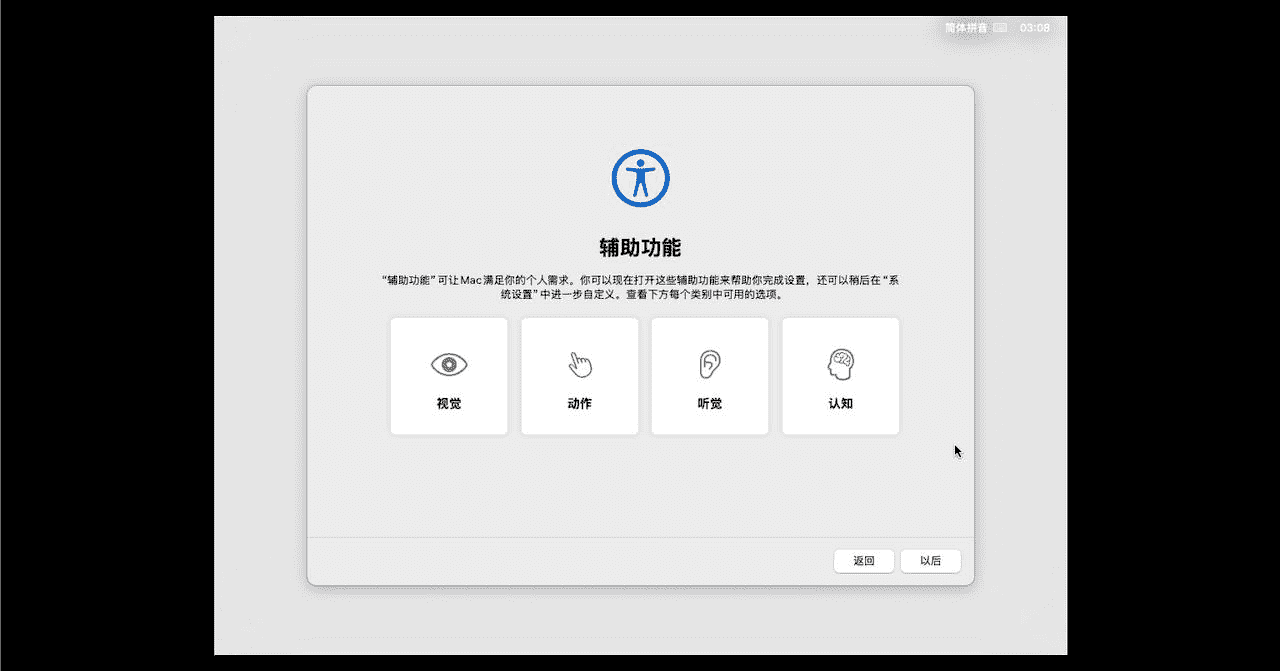 简体拼音 03:08
辅助功能
“辅助功能”可让Mac满足你的个人需求。你可以现在打开这些辅助功能来帮助你完成设置，还可以稍后在“系
统设置”中进一步自定义。查看下方每个类别中可用的选项。
视觉 动作 听觉 认知
返回 以后